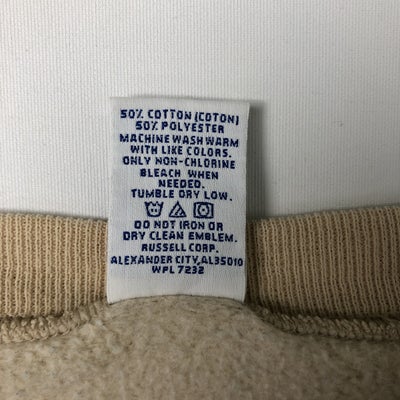 50% COTTON (COTON)
50% POLYESTER
MACHINE WASH WARM
WITH LIKE COLORS.
ONLY NON-CHLORINE
BLEACH WHEN
NEEDED.
TUMBLE DRY LOW.
DO NOT IRON OR
DRY CLEAN EMBLEM.
RUSSELL CORP.
ALEXANDER CITY,AL35010
WPL 7232